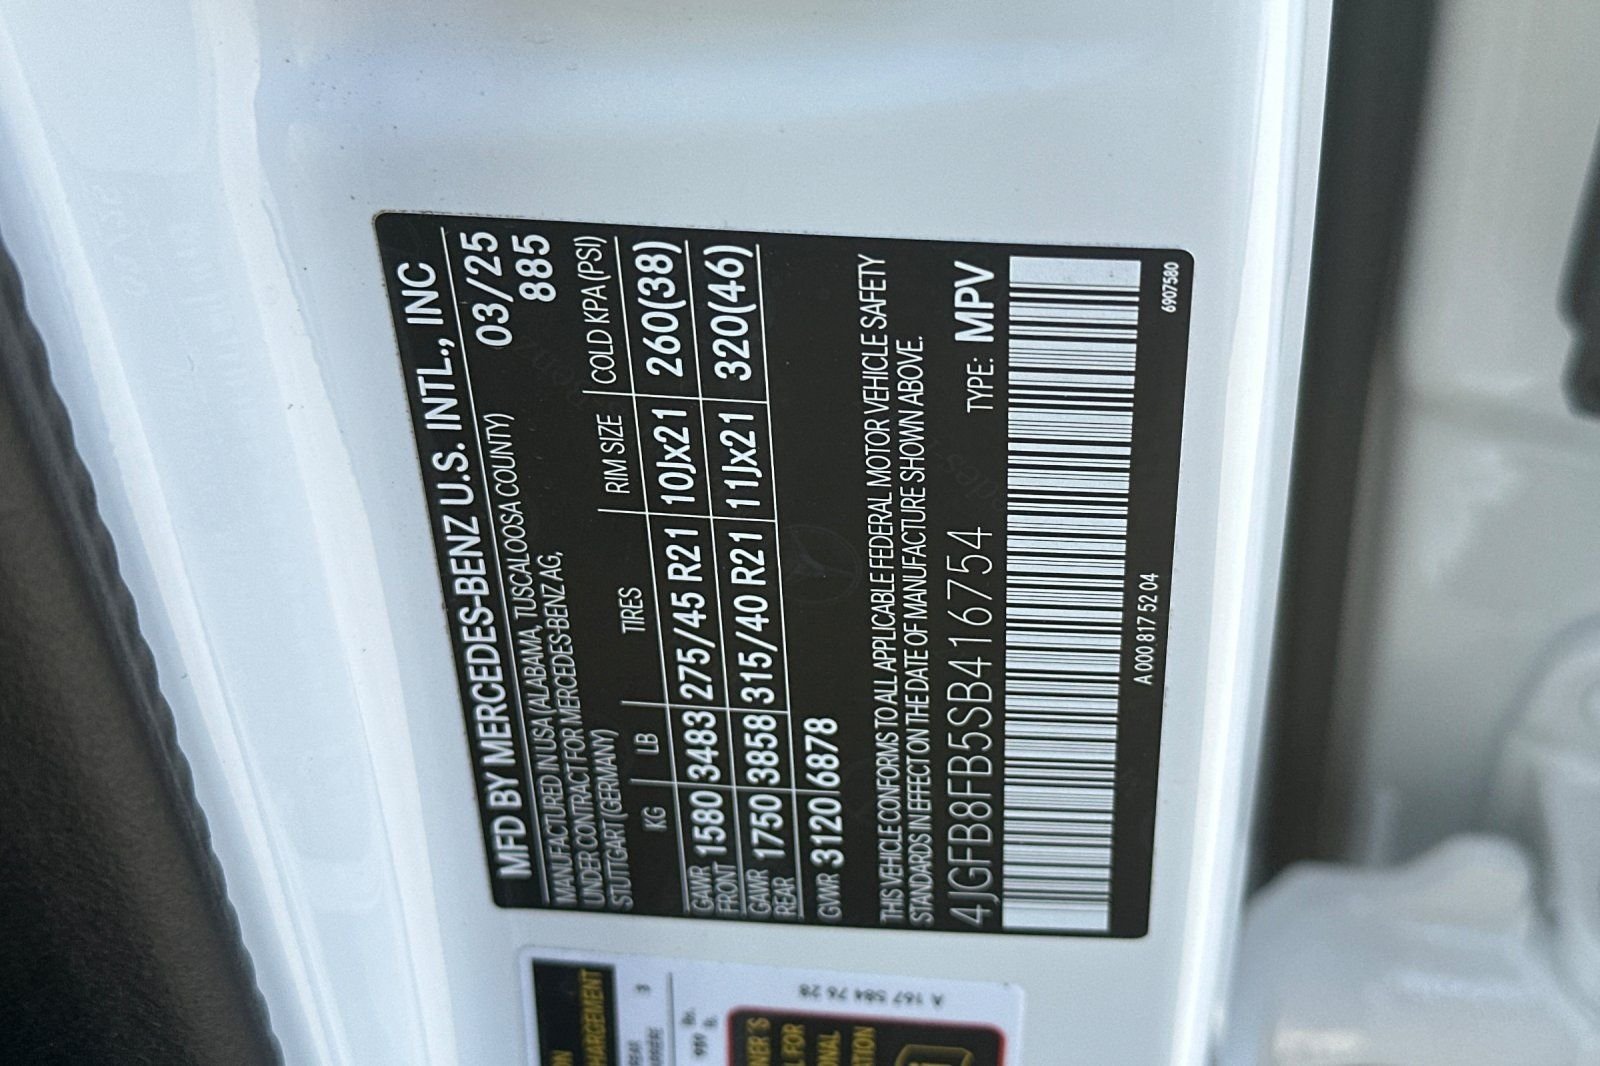 MFD BY MERCEDES-BENZ U.S. INTL., INC
MANUFACTURED IN USA (ALABAMA, TUSCALOOSA COUNTY) 03/25
UNDER CONTRACT FOR MERCEDES-BENZ AG, 885
STUTTGART (GERMANY)
KG LB TIRES RIM SIZE COLD KPA (PSI)
GAWR FRONT 1580 3483 275/45 R21 10Jx21 260(38)
GAWR REAR 1750 3858 315/40 R21 11Jx21 320(46)
GVWR 3120 6878
THIS VEHICLE CONFORMS TO ALL APPLICABLE FEDERAL MOTOR VEHICLE SAFETY
STANDARDS IN EFFECT ON THE DATE OF MANUFACTURE SHOWN ABOVE.
4JGFB8FB5SB416754 TYPE: MPV
A 000 817 52 04 6907580
A 167 584 76 28